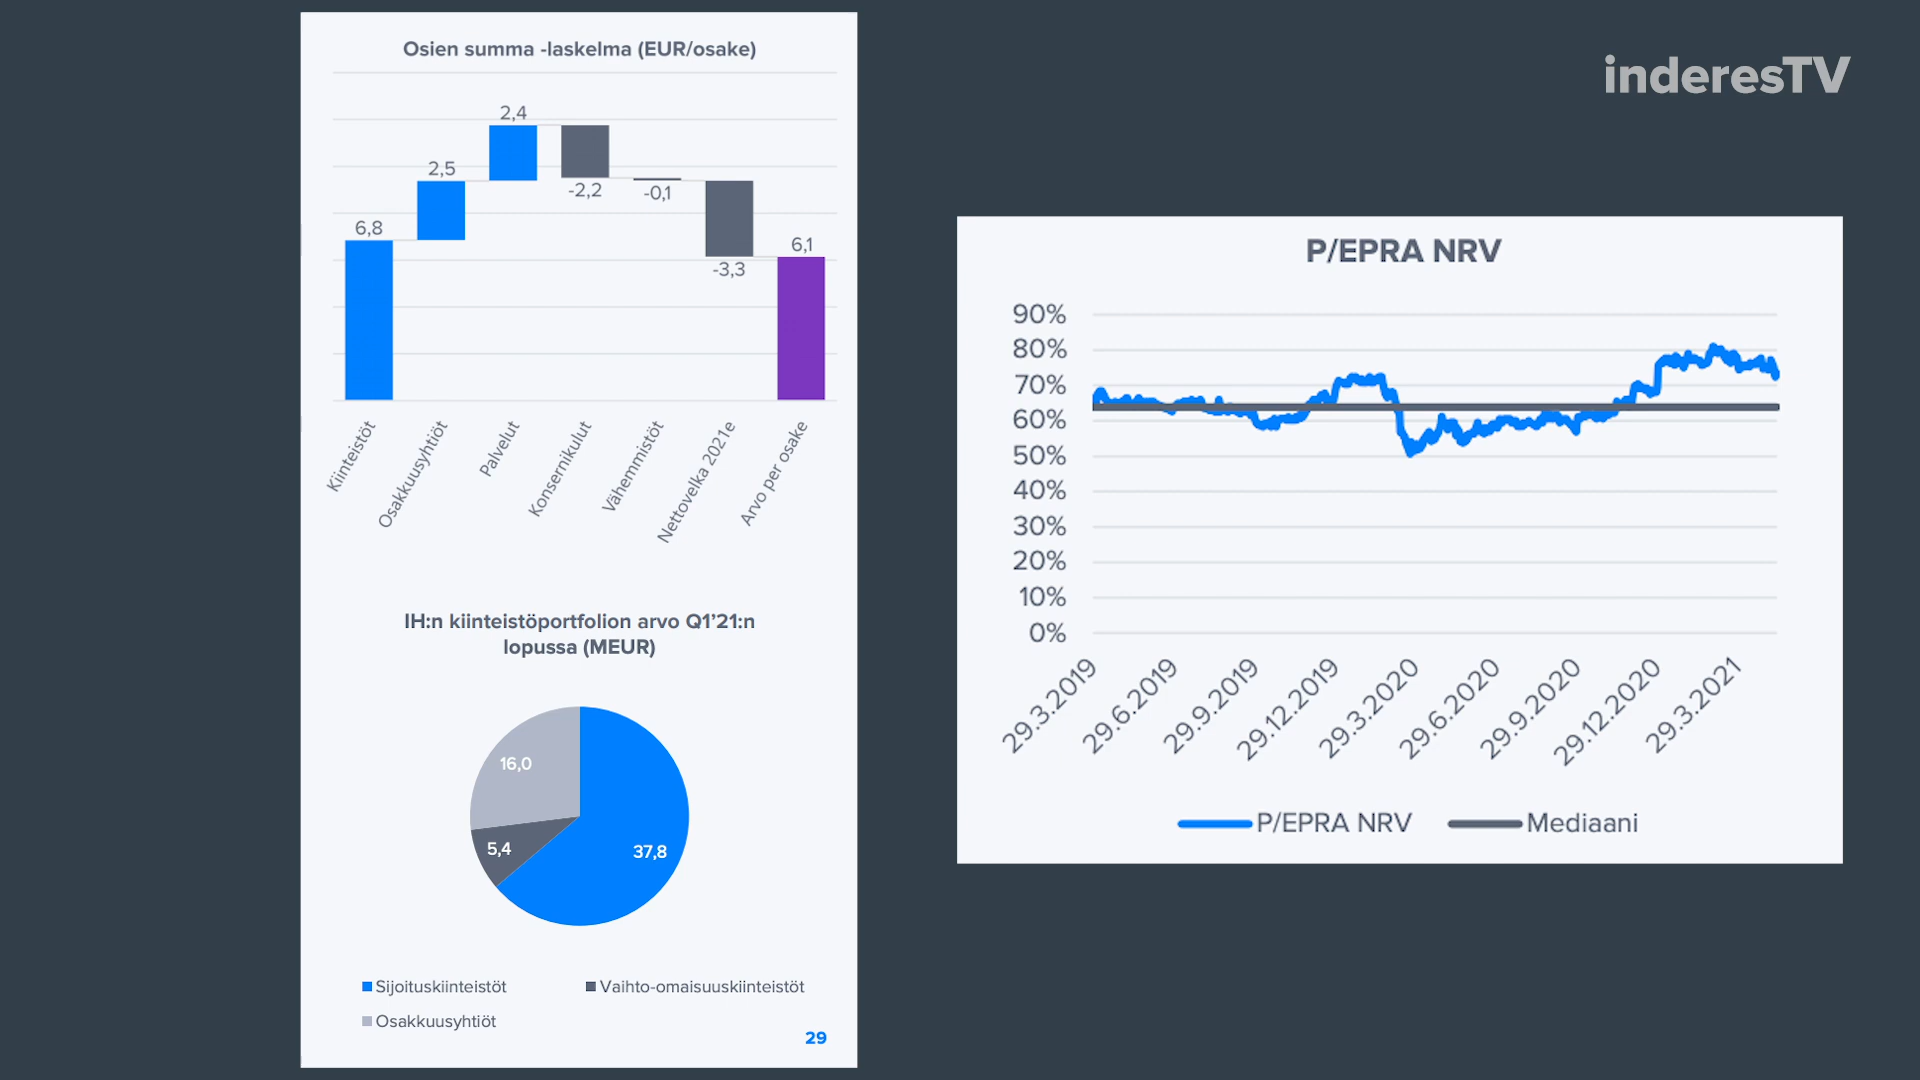 inderesTV
Osien summa -laskelma (EUR/osake)
6,8
2,5
2,4
-2,2
-0,1
-3,3
6,1
Kiinteistöt
Osakkuusyhtiöt
Palvelut
Konsernikulut
Vähemmistöt
Nettovelka 2021e
Arvo per osake
IH:n kiinteistöportfolion arvo Q1’21:n
lopussa (MEUR)
16,0
5,4
37,8
Sijoituskiinteistöt
Vaihto-omaisuuskiinteistöt
Osakkuusyhtiöt
29
P/EPRA NRV
90%
80%
70%
60%
50%
40%
30%
20%
10%
0%
29.3.2019
29.6.2019
29.9.2019
29.12.2019
29.3.2020
29.6.2020
29.9.2020
29.12.2020
29.3.2021
P/EPRA NRV
Mediaani